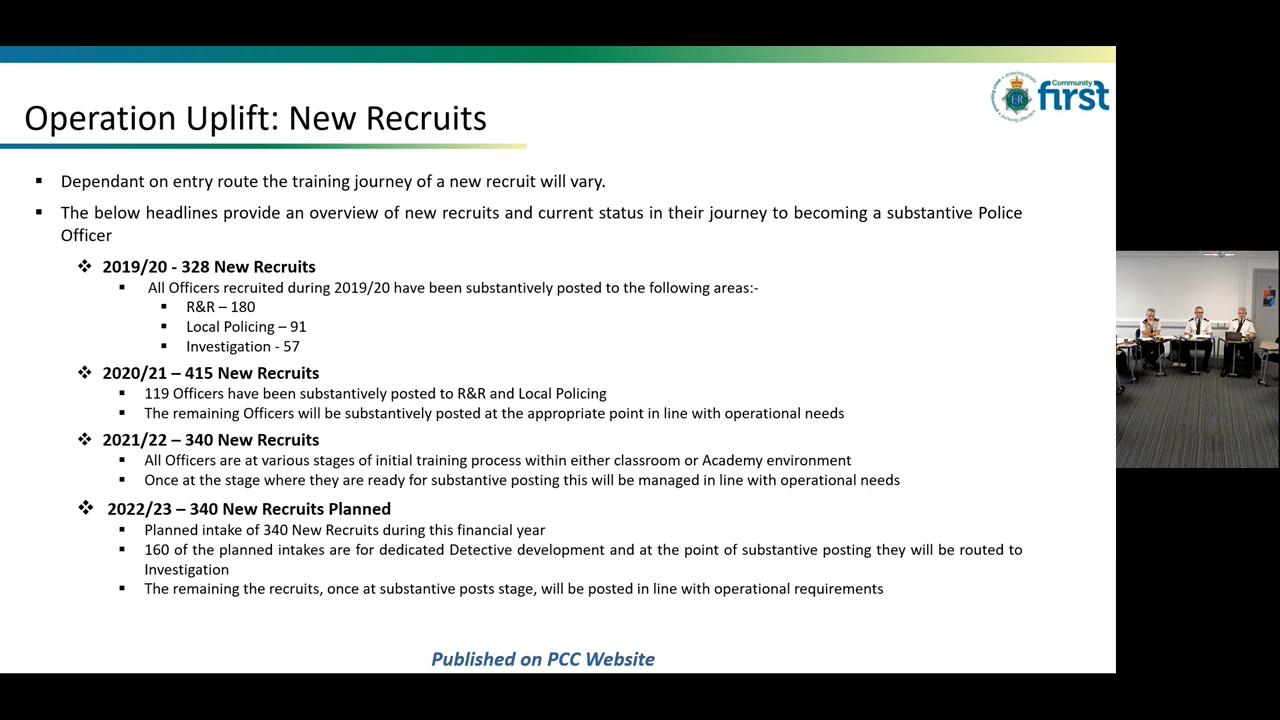 Community
first
Operation Uplift: New Recruits
▪ Dependant on entry route the training journey of a new recruit will vary.
▪ The below headlines provide an overview of new recruits and current status in their journey to becoming a substantive Police
Officer
❖ 2019/20 - 328 New Recruits
▪ All Officers recruited during 2019/20 have been substantively posted to the following areas:-
▪ R&R – 180
▪ Local Policing – 91
▪ Investigation - 57
❖ 2020/21 – 415 New Recruits
▪ 119 Officers have been substantively posted to R&R and Local Policing
▪ The remaining Officers will be substantively posted at the appropriate point in line with operational needs
❖ 2021/22 – 340 New Recruits
▪ All Officers are at various stages of initial training process within either classroom or Academy environment
▪ Once at the stage where they are ready for substantive posting this will be managed in line with operational needs
❖ 2022/23 – 340 New Recruits Planned
▪ Planned intake of 340 New Recruits during this financial year
▪ 160 of the planned intakes are for dedicated Detective development and at the point of substantive posting they will be routed to
Investigation
▪ The remaining the recruits, once at substantive posts stage, will be posted in line with operational requirements
Published on PCC Website